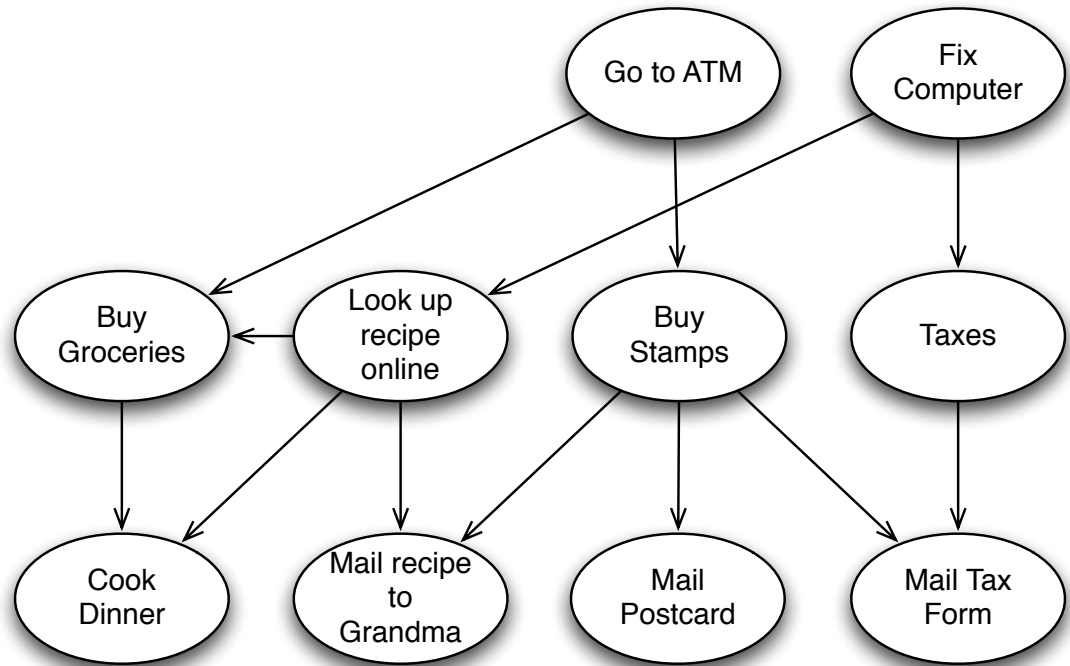 Go to ATM
Fix
Computer
Buy
Groceries
Look up
recipe
online
Buy
Stamps
Taxes
Cook
Dinner
Mail recipe
to
Grandma
Mail
Postcard
Mail Tax
Form